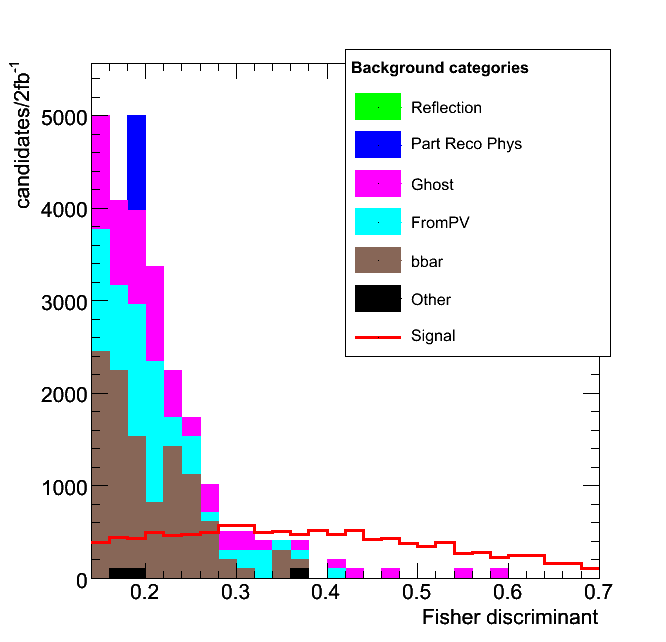 candidates/2fb⁻¹
5000
4000
3000
2000
1000
0
Background categories
Reflection
Part Reco Phys
Ghost
FromPV
bbar
Other
Signal
0.2 0.3 0.4 0.5 0.6 0.7
Fisher discriminant